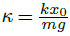 κ = kx₀/mg